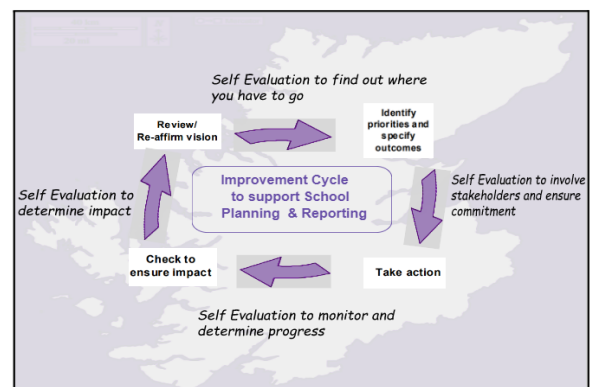 Self Evaluation to find out where
you have to go
Review/
Re-affirm vision
Identify
priorities and
specify
outcomes
Improvement Cycle
to support School
Planning & Reporting
Self Evaluation to
determine impact
Self Evaluation to involve
stakeholders and ensure
commitment
Check to
ensure impact
Take action
Self Evaluation to monitor and
determine progress